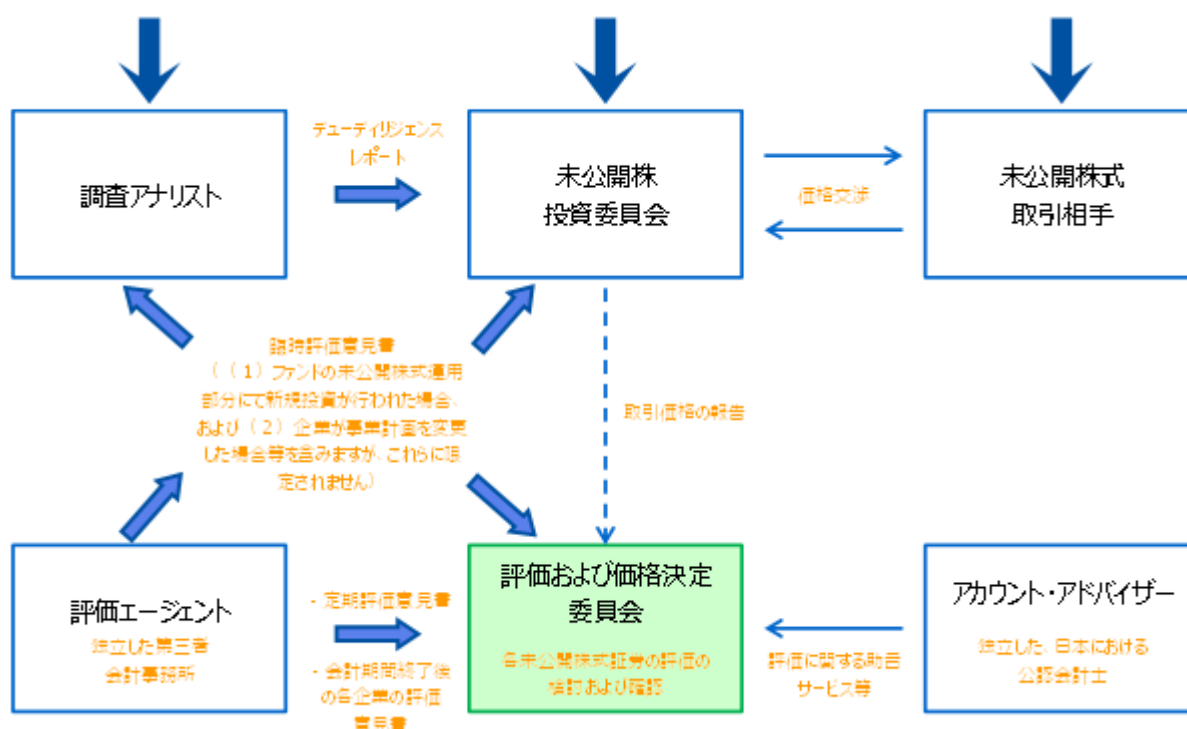 デューディリジェンス
レポート
調査アナリスト
未公開株
投資委員会
価格交渉
未公開株式
取引相手
臨時評価意見書
（（１）ファンドの未公開株式運用
部分にて新規投資が行われた場合、
および（２）企業が事業計画を変更
した場合等を含みますが、これらに限
定されません）
取引価格の報告
評価エージェント
独立した第三者
会計事務所
- 定期評価意見書
- 会計期間終了後
の各企業の評価
意見書
評価および価格決定
委員会
各未公開株式証券の評価の
検討および確認
評価に関する助言
サービス等
アカウント・アドバイザー
独立した、日本における
公認会計士